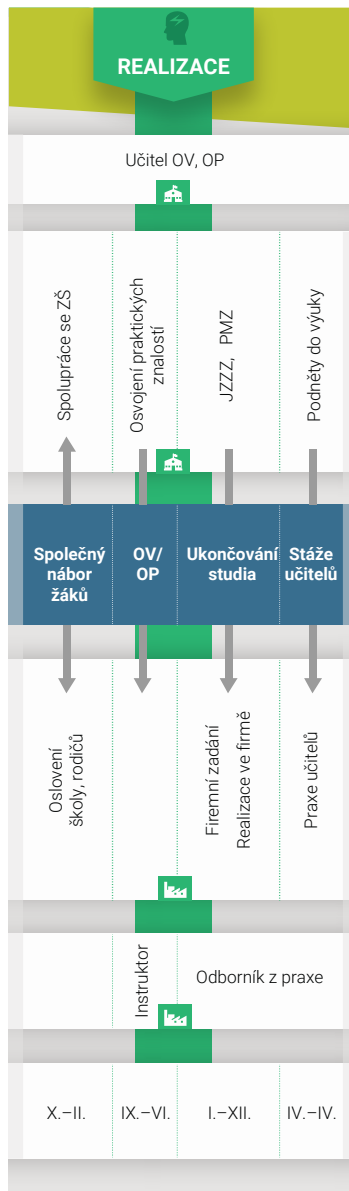 REALIZACE
Učitel OV, OP
Spolupráce se ZŠ
Osvojení praktických
znalostí
JZZZ, PMZ
Podněty do výuky
Společný
nábor
žáků
OV/
OP
Ukončování
studia
Stáže
učitelů
Oslovení
školy, rodičů
Firemní zadání
Realizace ve firmě
Praxe učitelů
Instruktor
Odborník z praxe
X.–II.
IX.–VI.
I.–XII.
IV.–IV.